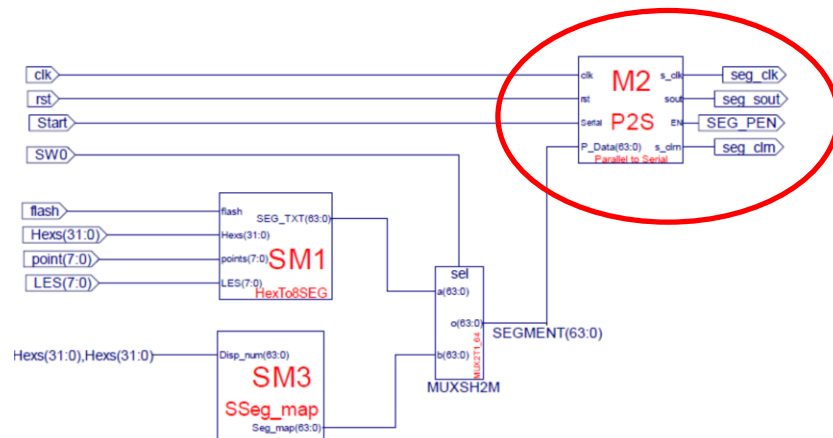 clk
rst
Start
SW0
flash
Hexs(31:0)
point(7:0)
LES(7:0)
Hexs(31:0),Hexs(31:0)
flash
SEG_TXT(63:0)
Hexs(31:0)
points(7:0)
SM1
LES(7:0)
HexTo8SEG
Disp_num(63:0)
SM3
SSeg_map
Seg_map(63:0)
sel
a(63:0)
o(63:0)
b(63:0)
MUX2T1_64
MUXSH2M
SEGMENT(63:0)
clk
M2
s_clk
rst
sout
Serial
P2S
EN
P_Data(63:0)
s_clrn
Parallel to Serial
seg_clk
seg_sout
SEG_PEN
seg_clrn